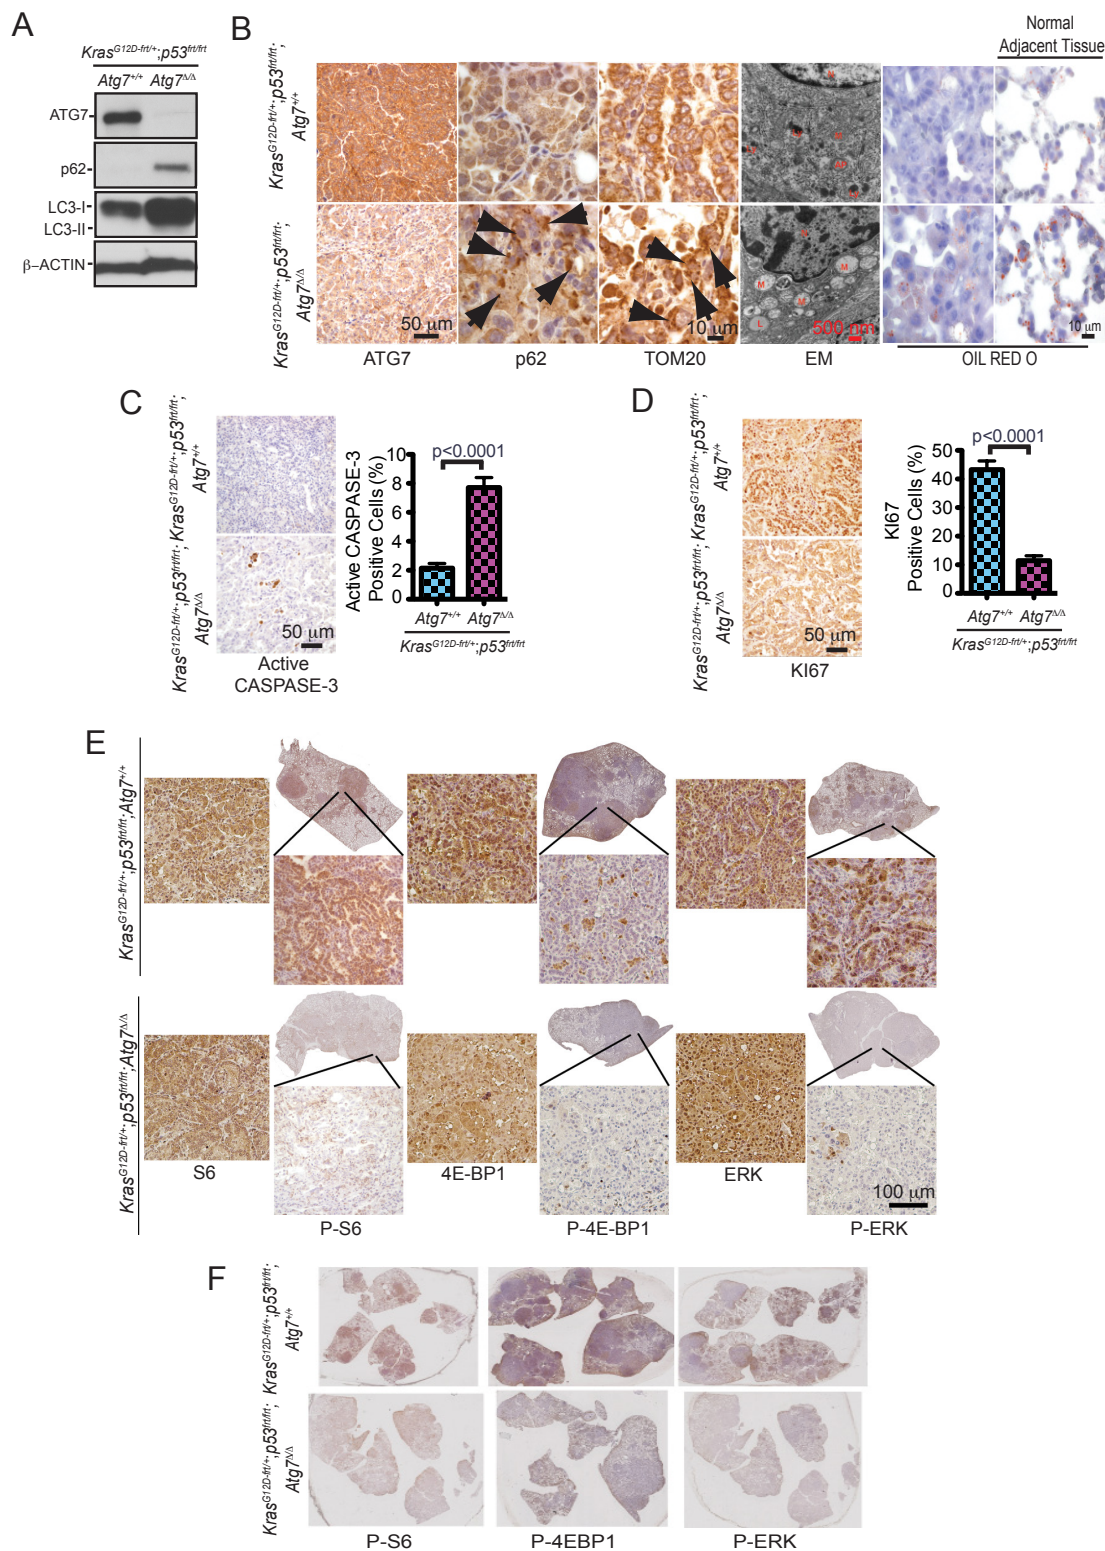 A
Kras^G12D-frt/+;p53^frt/frt
Atg7^+/+ Atg7^Δ/Δ
ATG7
p62
LC3-I
LC3-II
β–ACTIN
B
Kras^G12D-frt/+;p53^frt/frt;
Atg7^+/+
Kras^G12D-frt/+;p53^frt/frt;
Atg7^Δ/Δ
Normal
Adjacent Tissue
N
M
M
M
M
L
50 μm
10 μm
500 nm
10 μm
ATG7 p62 TOM20 EM OIL RED O
C
Kras^G12D-frt/+;p53^frt/frt; Kras^G12D-frt/+;p53^frt/frt;
Atg7^Δ/Δ Atg7^+/+
50 μm
Active
CASPASE-3
Active CASPASE-3
Positive Cells (%)
p<0.0001
10
8
6
4
2
0
Atg7^+/+ Atg7^Δ/Δ
Kras^G12D-frt/+;p53^frt/frt
D
Kras^G12D-frt/+;p53^frt/frt; Kras^G12D-frt/+;p53^frt/frt;
Atg7^Δ/Δ Atg7^+/+
50 μm
KI67
KI67
Positive Cells (%)
p<0.0001
50
40
30
20
10
0
Atg7^+/+ Atg7^Δ/Δ
Kras^G12D-frt/+;p53^frt/frt
E
Kras^G12D-frt/+;p53^frt/frt;Atg7^+/+
Kras^G12D-frt/+;p53^frt/frt;Atg7^Δ/Δ
S6 4E-BP1 ERK
100 μm
P-S6 P-4E-BP1 P-ERK
F
Kras^G12D-frt/+;p53^frt/frt; Kras^G12D-frt/+;p53^frt/frt;
Atg7^Δ/Δ Atg7^+/+
P-S6 P-4EBP1 P-ERK